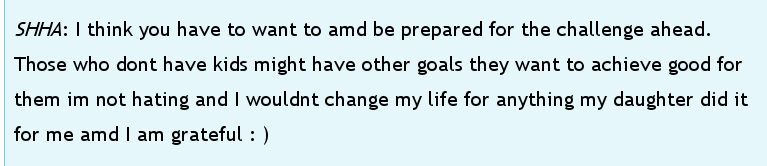 SHHA: I think you have to want to amd be prepared for the challenge ahead.
Those who dont have kids might have other goals they want to achieve good for
them im not hating and I wouldnt change my life for anything my daughter did it
for me amd I am grateful : )